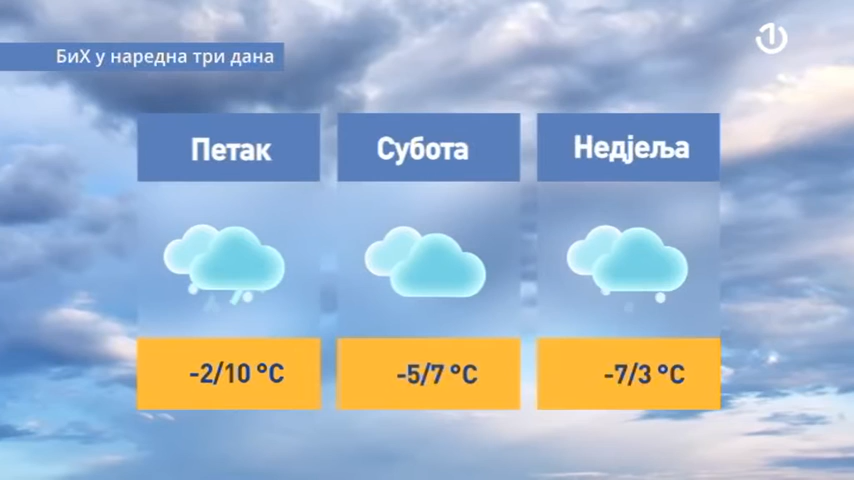 БиХ у наредна три дана
Петак
Субота
Недјеља
-2/10 °C
-5/7 °C
-7/3 °C